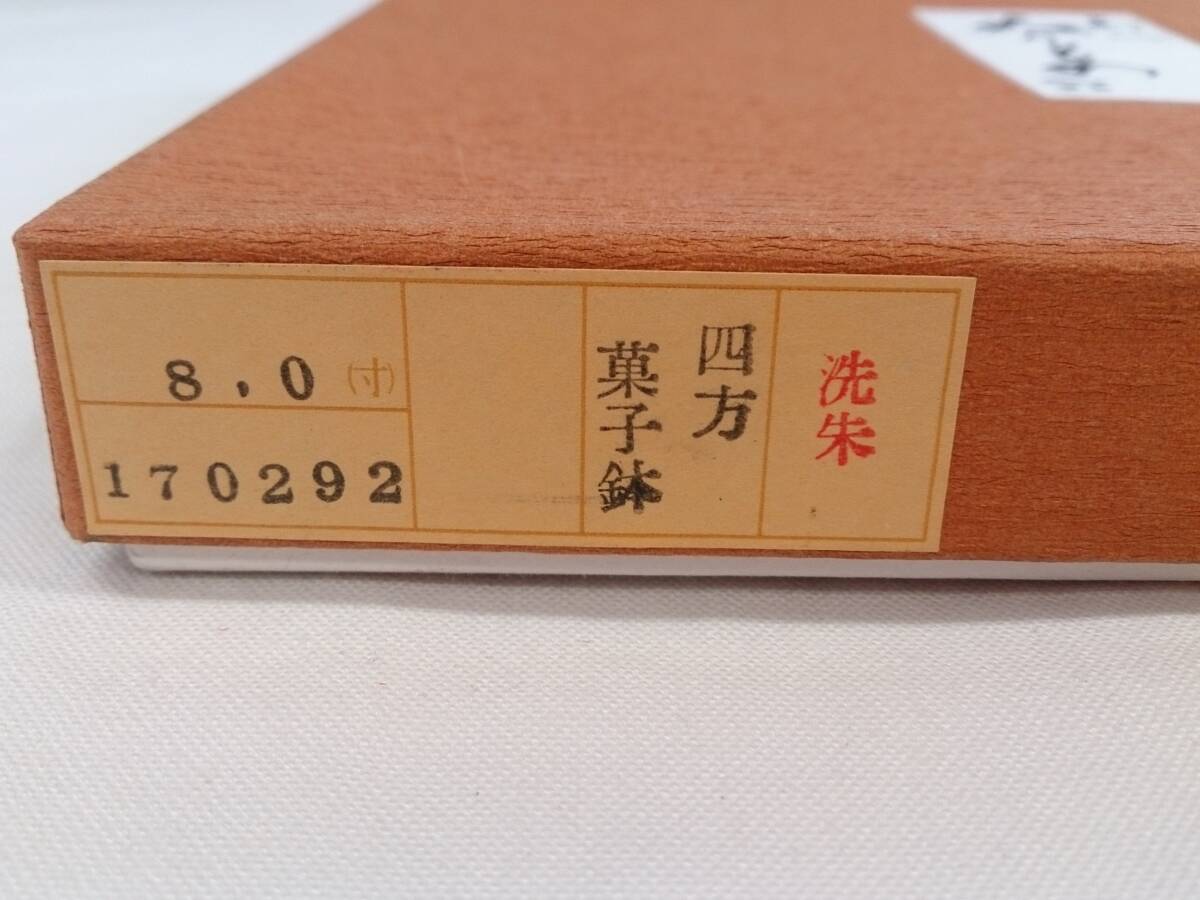 洗朱
四方
菓子鉢
8.0(寸)
170292